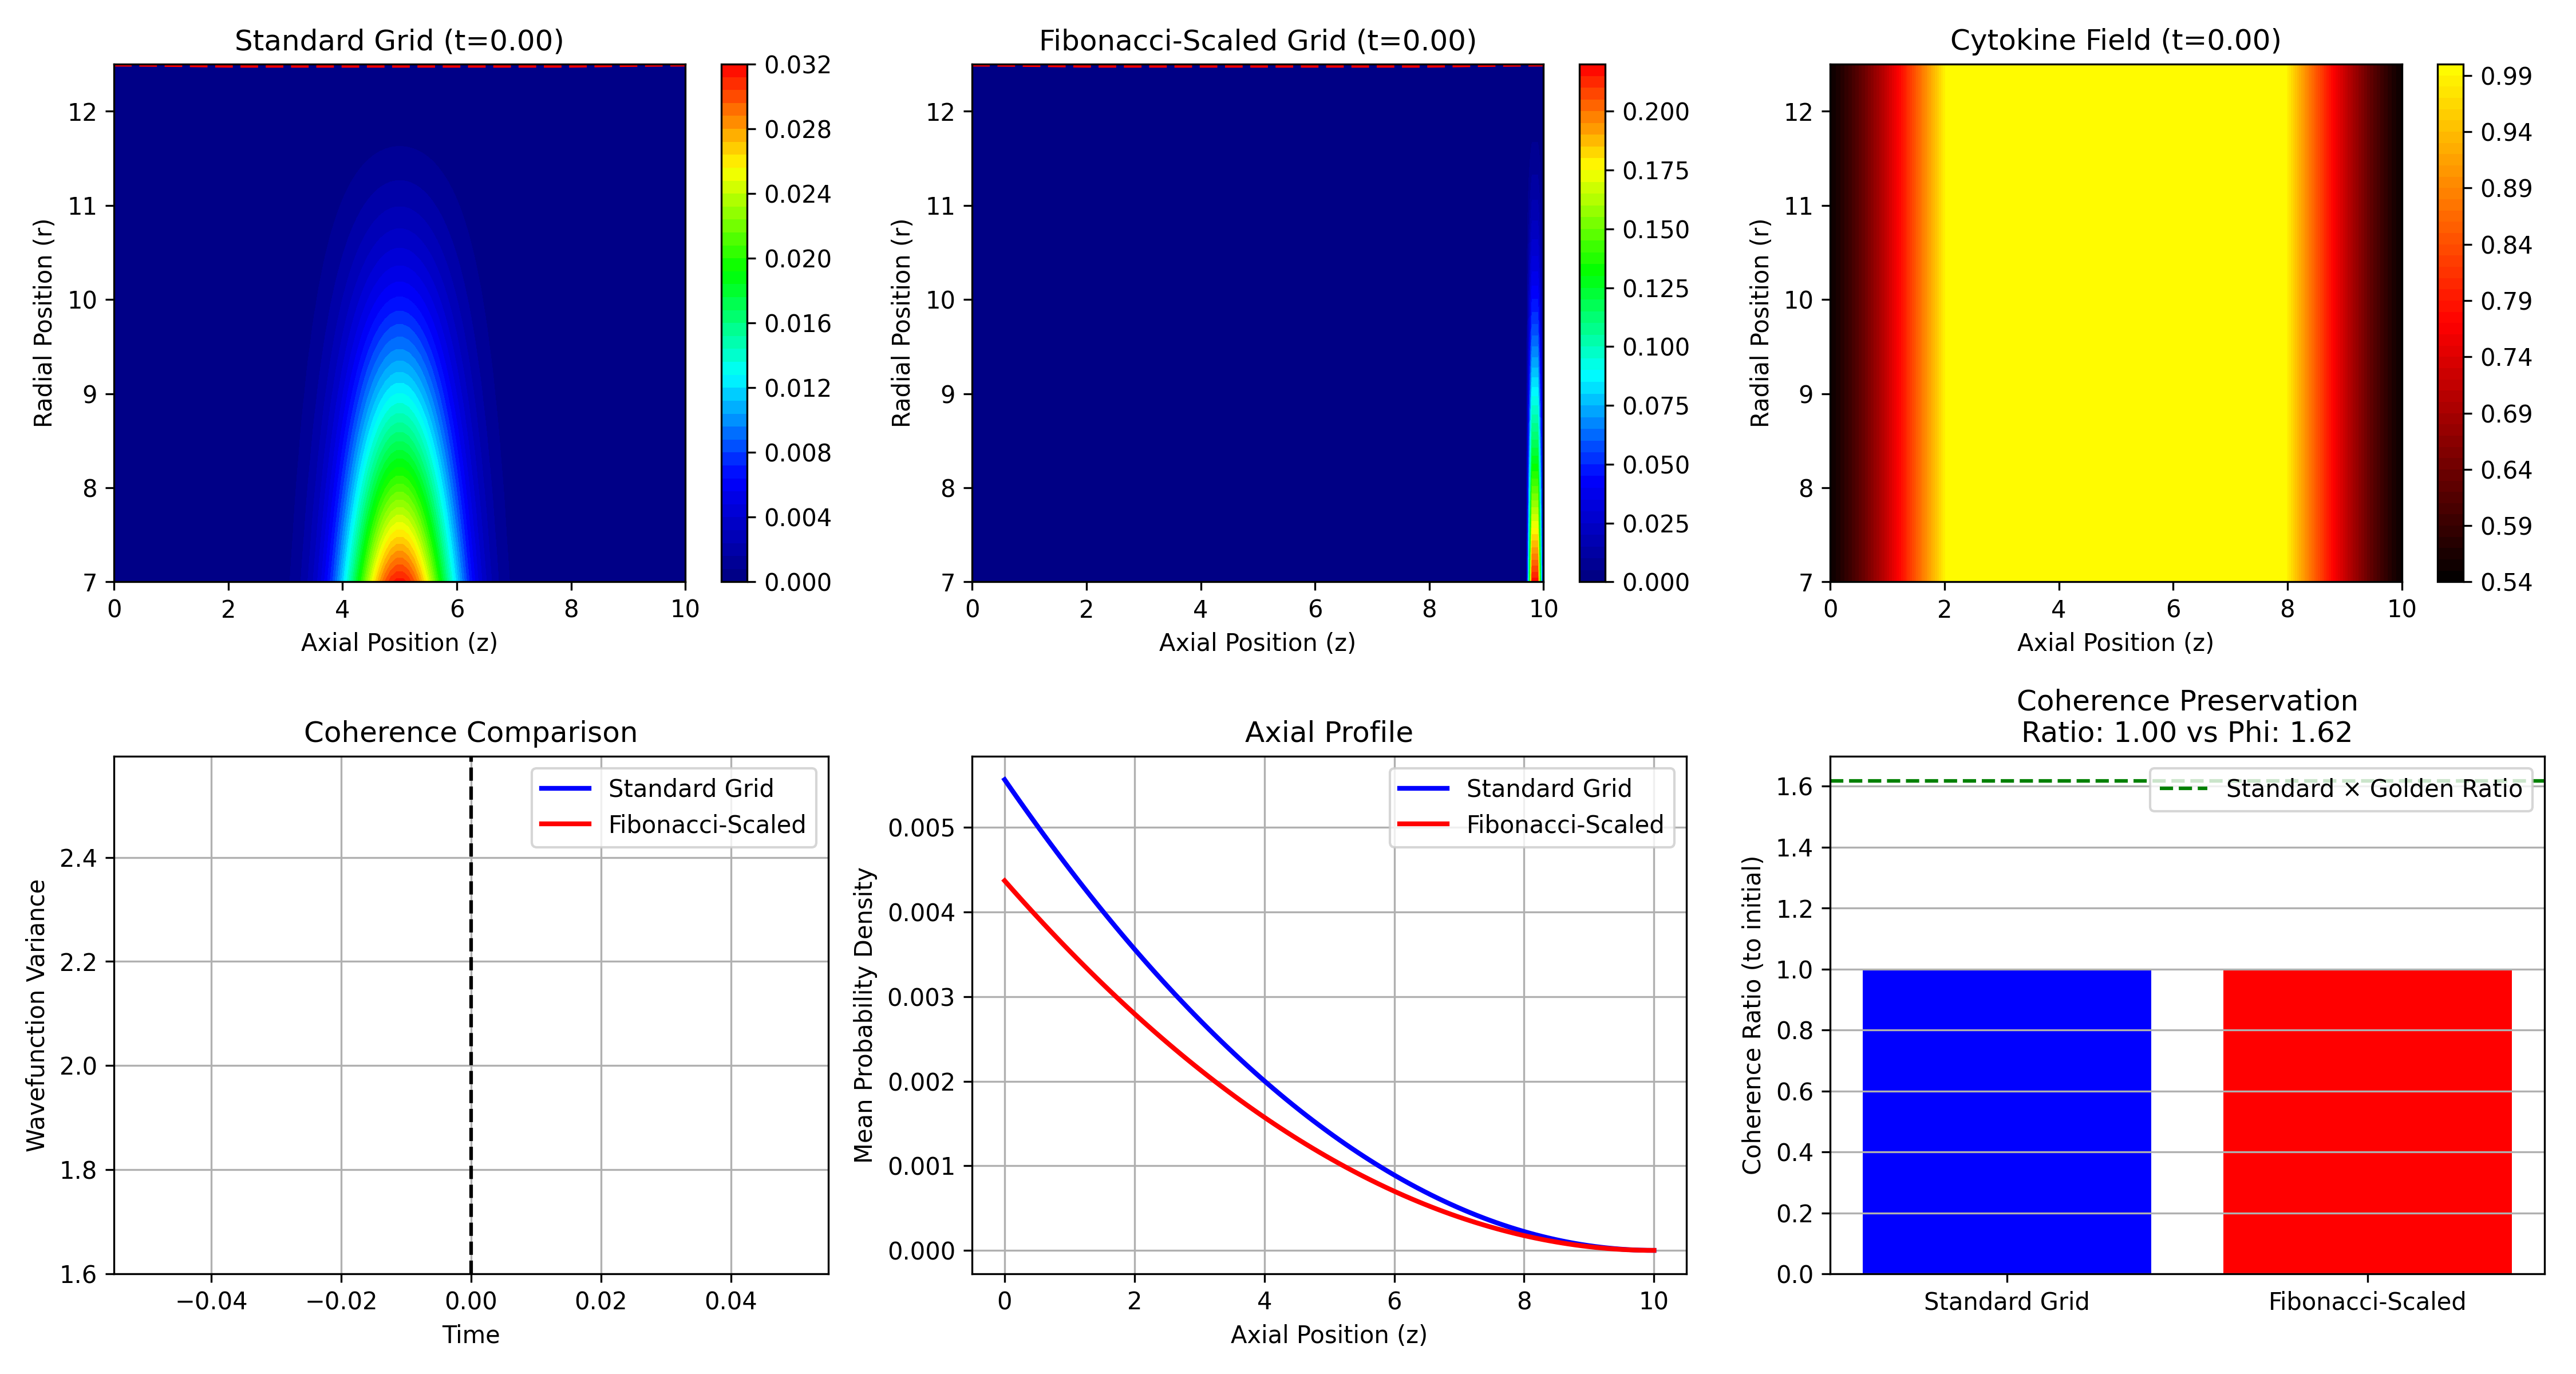 Standard Grid (t=0.00)
Radial Position (r)
12
11
10
9
8
7
0 2 4 6 8 10
Axial Position (z)
0.032
0.028
0.024
0.020
0.016
0.012
0.008
0.004
0.000
Fibonacci-Scaled Grid (t=0.00)
Radial Position (r)
12
11
10
9
8
7
0 2 4 6 8 10
Axial Position (z)
0.200
0.175
0.150
0.125
0.100
0.075
0.050
0.025
0.000
Cytokine Field (t=0.00)
Radial Position (r)
12
11
10
9
8
7
0 2 4 6 8 10
Axial Position (z)
0.99
0.94
0.89
0.84
0.79
0.74
0.69
0.64
0.59
0.54
Coherence Comparison
Standard Grid
Fibonacci-Scaled
Wavefunction Variance
2.4
2.2
2.0
1.8
1.6
−0.04 −0.02 0.00 0.02 0.04
Time
Axial Profile
Standard Grid
Fibonacci-Scaled
Mean Probability Density
0.005
0.004
0.003
0.002
0.001
0.000
0 2 4 6 8 10
Axial Position (z)
Coherence Preservation
Ratio: 1.00 vs Phi: 1.62
Standard × Golden Ratio
Coherence Ratio (to initial)
1.6
1.4
1.2
1.0
0.8
0.6
0.4
0.2
0.0
Standard Grid Fibonacci-Scaled